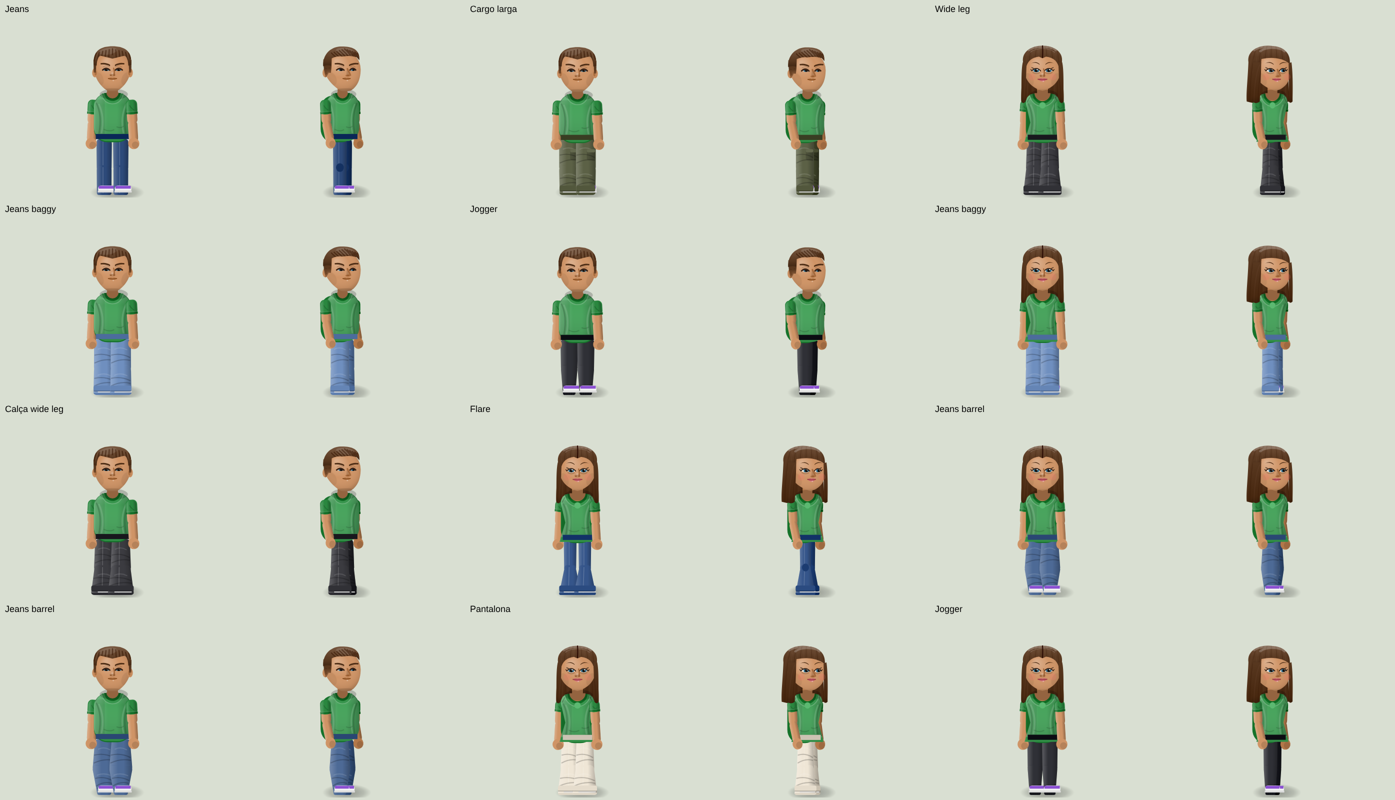 Jeans
Cargo larga
Wide leg
Jeans baggy
Jogger
Jeans baggy
Calça wide leg
Flare
Jeans barrel
Jeans barrel
Pantalona
Jogger